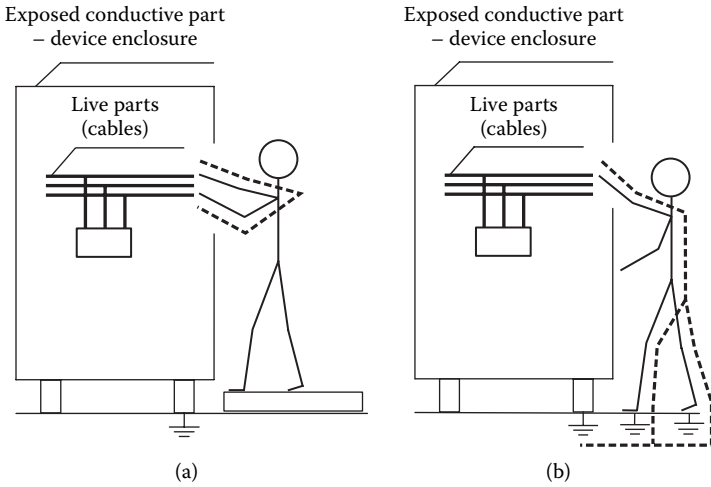 Exposed conductive part
– device enclosure
Live parts
(cables)
(a)
Exposed conductive part
– device enclosure
Live parts
(cables)
(b)